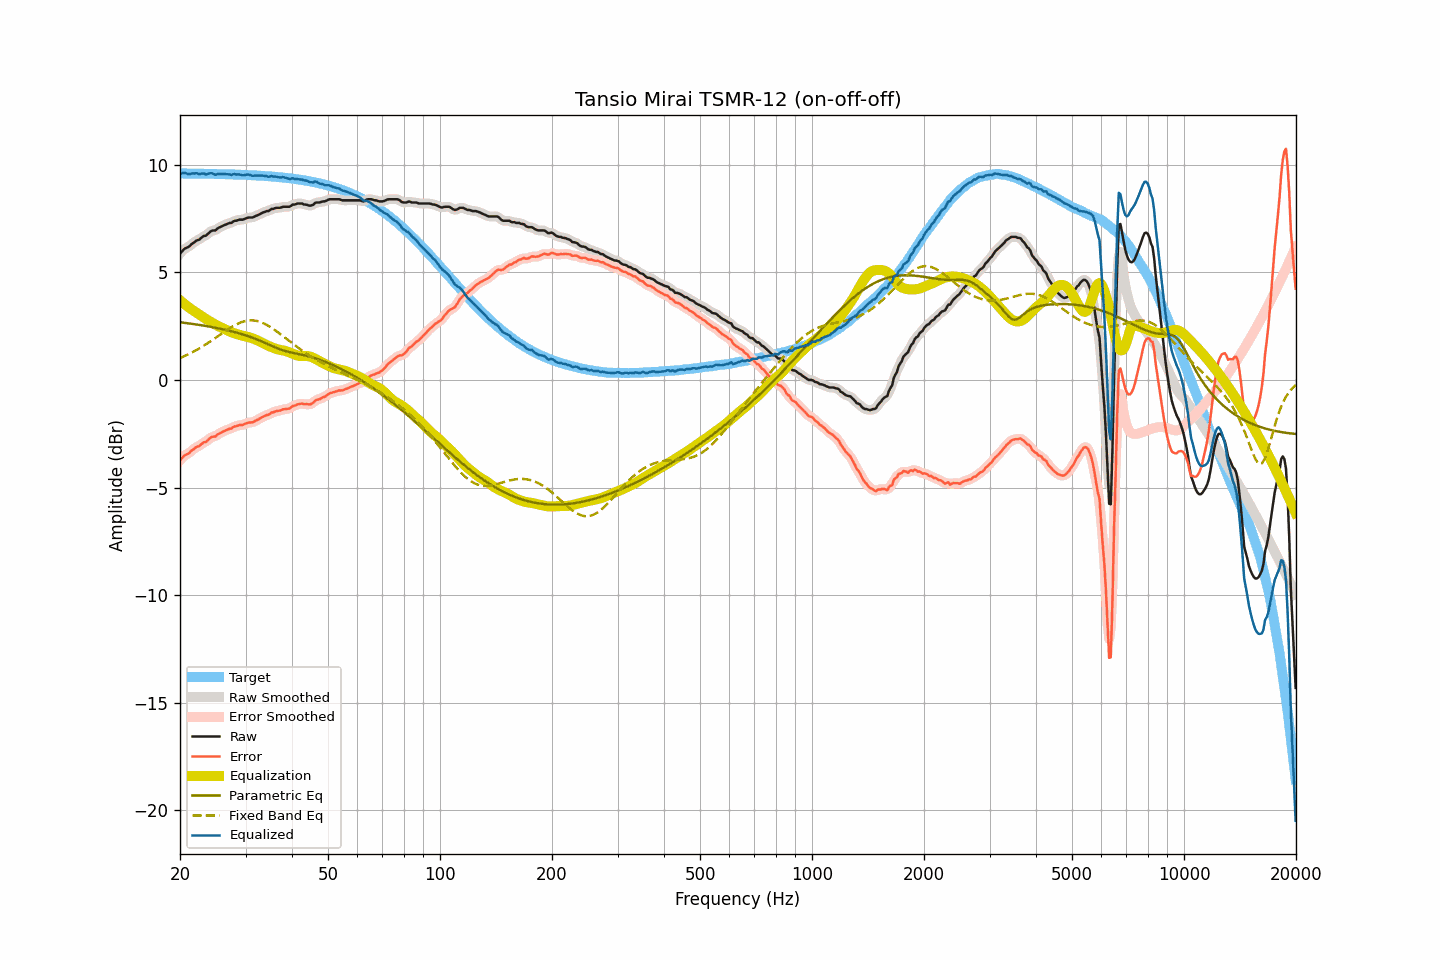 Tansio Mirai TSMR-12 (on-off-off)
10
5
0
−5
−10
−15
−20
Amplitude (dBr)
Target
Raw Smoothed
Error Smoothed
Raw
Error
Equalization
Parametric Eq
Fixed Band Eq
Equalized
20 50 100 200 500 1000 2000 5000 10000 20000
Frequency (Hz)